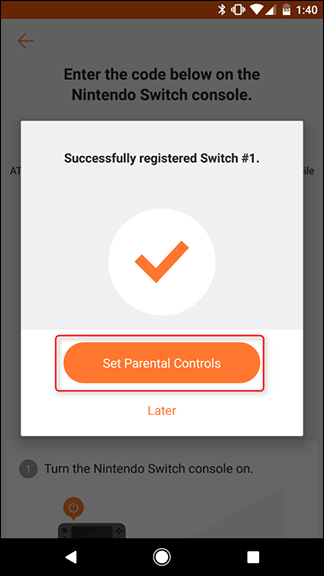 1:40
Enter the code below on the
Nintendo Switch console.
AT
ile
Successfully registered Switch #1.
Set Parental Controls
Later
1 Turn the Nintendo Switch console on.